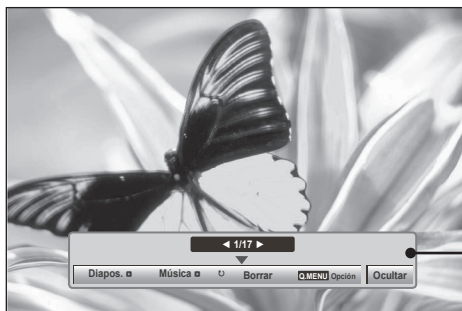 ◀ 1/17 ▶
Diapos. Música ↻ Borrar Q.MENU Opción Ocultar